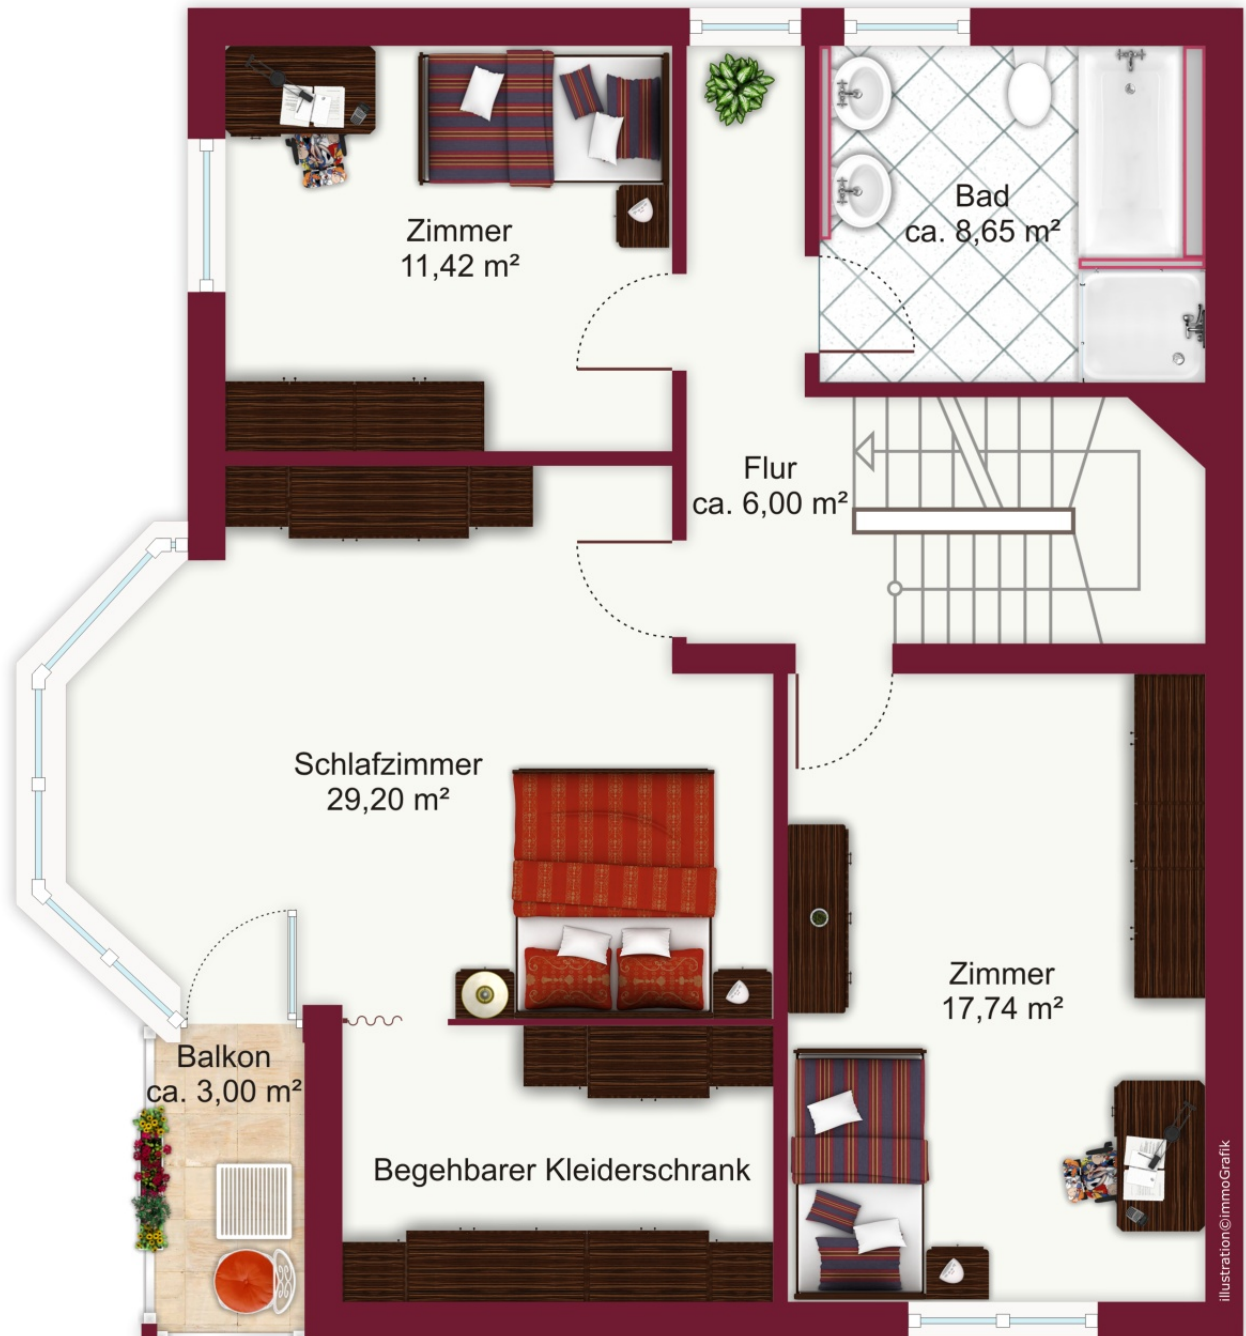 Zimmer
11,42 m²
Bad
ca. 8,65 m²
Flur
ca. 6,00 m²
Schlafzimmer
29,20 m²
Zimmer
17,74 m²
Balkon
ca. 3,00 m²
Begehbarer Kleiderschrank
illustration©immoGrafik